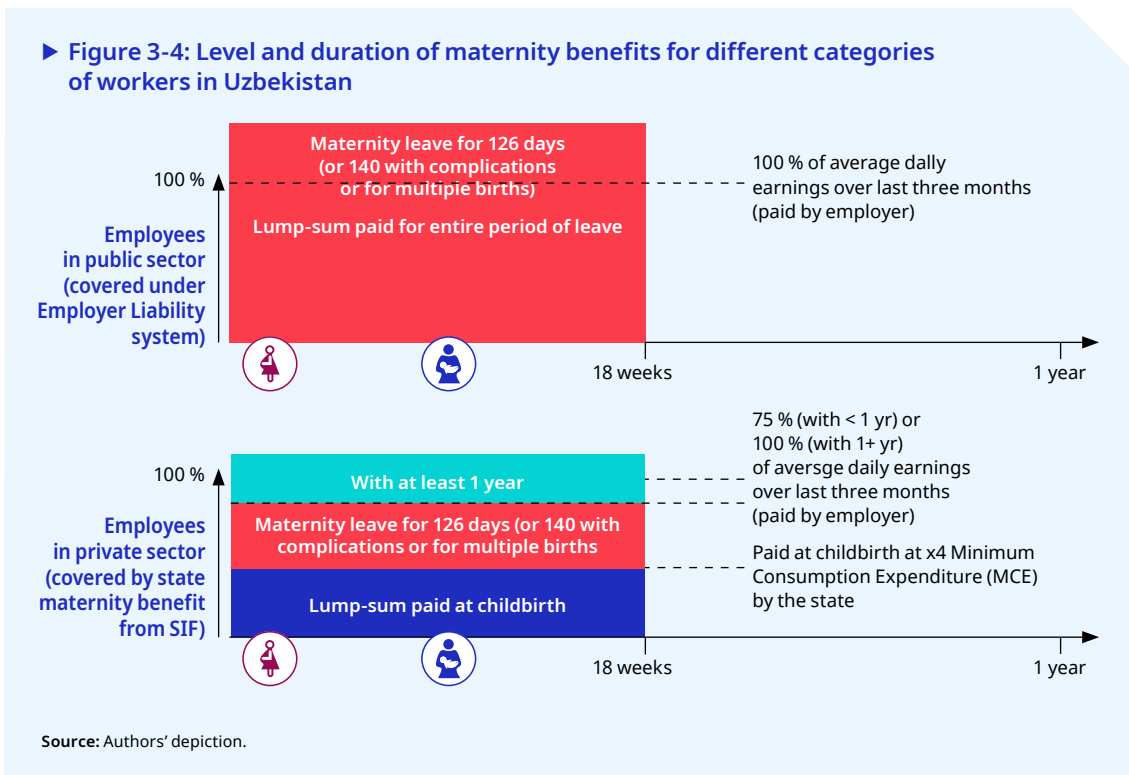 ▶ Figure 3-4: Level and duration of maternity benefits for different categories
of workers in Uzbekistan
Maternity leave for 126 days
(or 140 with complications
or for multiple births)
Lump-sum paid for entire period of leave
100 %
Employees
in public sector
(covered under
Employer Liability
system)
100 % of average dally
earnings over last three months
(paid by employer)
18 weeks
1 year
100 %
Employees
in private sector
(covered by state
maternity benefit
from SIF)
With at least 1 year
Maternity leave for 126 days (or 140 with
complications or for multiple births
Lump-sum paid at childbirth
75 % (with < 1 yr) or
100 % (with 1+ yr)
of aversge daily earnings
over last three months
(paid by employer)
Paid at childbirth at x4 Minimum
Consumption Expenditure (MCE)
by the state
18 weeks
1 year
Source: Authors’ depiction.